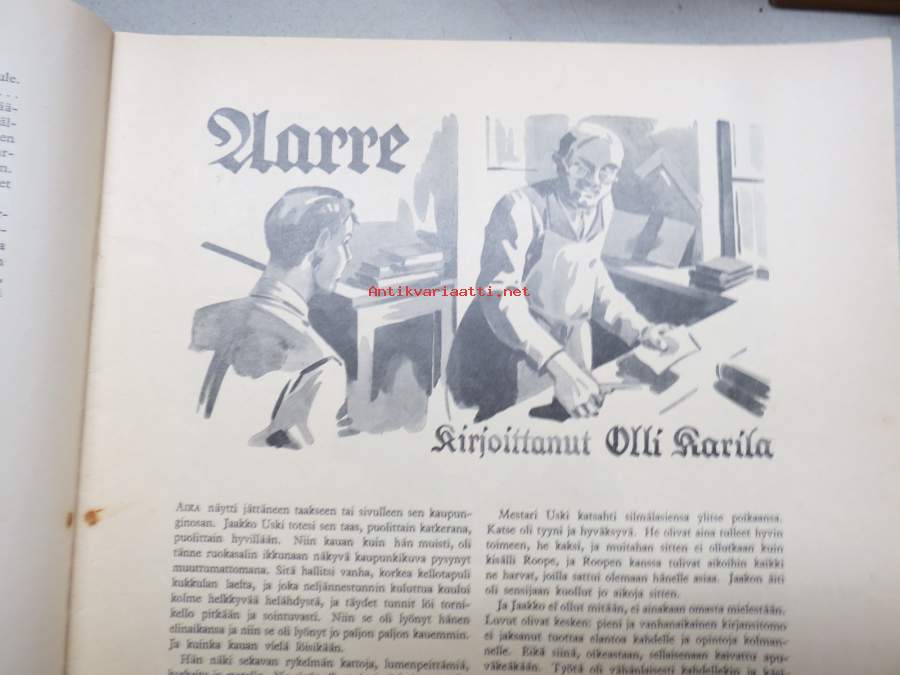 ule.
. . .
ää-
äl-
en
ar-
n.
et
r-
i-
a
n
Aarre
Antikvariaatti.net
Kirjoittanut Olli Karila
AIKA näytti jättäneen taakseen tai sivulleen sen kaupun-
ginosan. Jaakko Uski totesi sen taas, puolittain katkerana,
puolittain hyvillään. Niin kauan kuin hän muisti, oli
tänne ruokasalin ikkunaan näkyvä kaupunkikuva pysynyt
muuttumattomana. Sitä hallitsi vanha, korkea kellotapuli
kukkulan laelta, ja joka neljännestunnin kuluttua kuului
kolme helkkyvää helähdystä, ja täydet tunnit löi torni-
kello pitkään ja sointuvasti. Niin se oli lyönyt hänen
elinaikansa ja niin se oli lyönyt jo paljon paljon kauemmin.
Ja kuinka kauan vielä löisikään.
Hän näki sekavan rykelmän kattoja, lumenpeittämiä,
Mestari Uski katsahti silmälasiensa ylitse poikaansa.
Katse oli tyyni ja hyväksyvä. He olivat aina tulleet hyvin
toimeen, he kaksi, ja muitahan sitten ei ollutkaan kuin
kisälli Roope, ja Roopen kanssa tulivat aikoihin kaikki
ne harvat, joilla sattui olemaan hänelle asiaa. Jaakon äiti
oli sensijaan kuollut jo aikoja sitten.
Ja Jaakko ei ollut mitään, ei ainakaan omasta mielestään.
Luvut olivat kesken: pieni ja vanhanaikainen kirjansitomo
ei jaksanut tuottaa elantoa kahdelle ja opintoja kolman-
nelle. Eikä siinä, oikeastaan, sellaisenaan kaivattu apu-
väkeäkään. Työtä oli vähänlaisesti kahdellekin ja käsi-